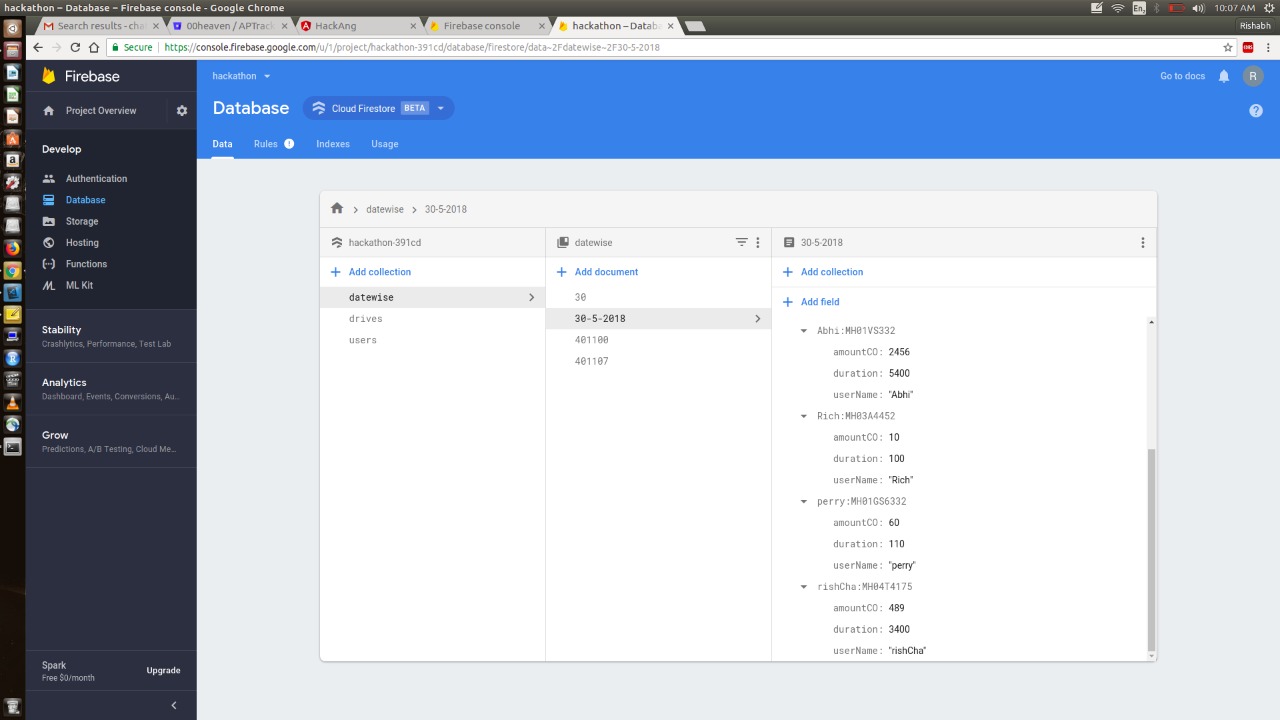 hackathon – Database – Firebase console - Google Chrome
En
10:07 AM
M Search results - cha
00heaven / APTrack
HackAng
Firebase console
hackathon – Datab
Rishabh
Secure
https://console.firebase.google.com/u/1/project/hackathon-391cd/database/firestore/data~2Fdatewise~2F30-5-2018
Firebase
hackathon
Go to docs
R
Project Overview
Database
Cloud Firestore
BETA
Develop
Data
Rules
Indexes
Usage
Authentication
Database
Storage
Hosting
Functions
ML Kit
Stability
Crashlytics, Performance, Test Lab
Analytics
Dashboard, Events, Conversions, Au...
Grow
Predictions, A/B Testing, Cloud Me...
Spark
Free $0/month
Upgrade
datewise
30-5-2018
hackathon-391cd
Add collection
datewise
drives
users
datewise
Add document
30
30-5-2018
401100
401107
30-5-2018
Add collection
Add field
Abhi:MH01VS332
amountCO: 2456
duration: 5400
userName: "Abhi"
Rich:MH03A4452
amountCO: 10
duration: 100
userName: "Rich"
perry:MH01GS6332
amountCO: 60
duration: 110
userName: "perry"
rishCha:MH04T4175
amountCO: 489
duration: 3400
userName: "rishCha"